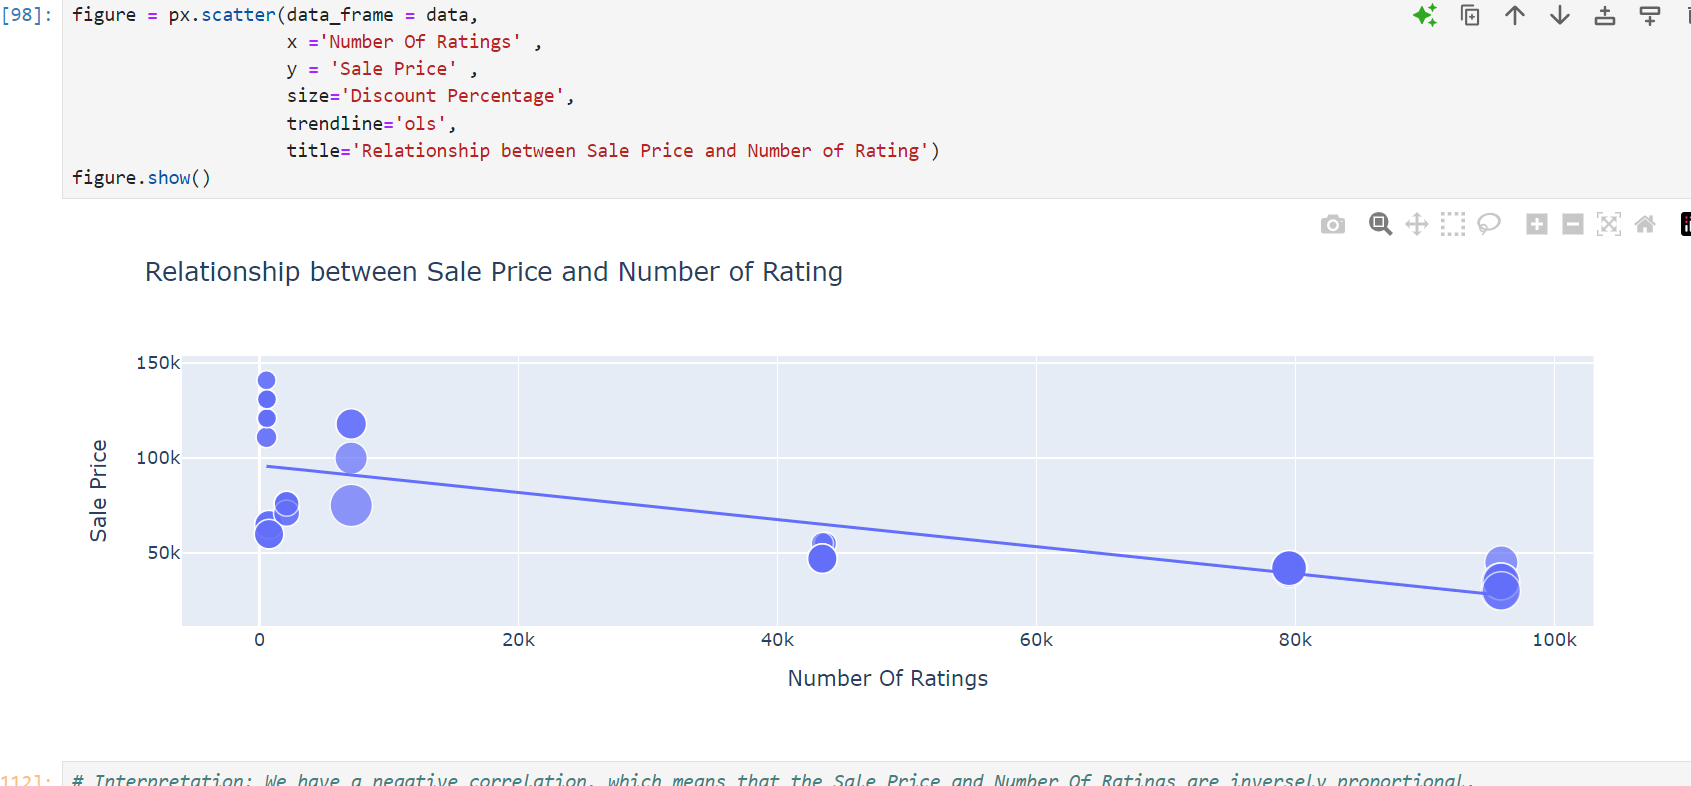 [98]: figure = px.scatter(data_frame = data,
x ='Number Of Ratings' ,
y = 'Sale Price' ,
size='Discount Percentage',
trendline='ols',
title='Relationship between Sale Price and Number of Rating')
figure.show()
Relationship between Sale Price and Number of Rating
150k
100k
50k
Sale Price
0 20k 40k 60k 80k 100k
Number Of Ratings
112]: # Interpretation: We have a negative correlation, which means that the Sale Price and Number Of Ratings are inversely proportional.